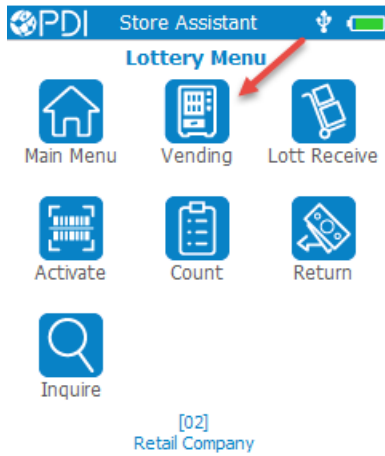 PDI Store Assistant
Lottery Menu
Main Menu Vending Lott Receive
Activate Count Return
Inquire
[02]
Retail Company